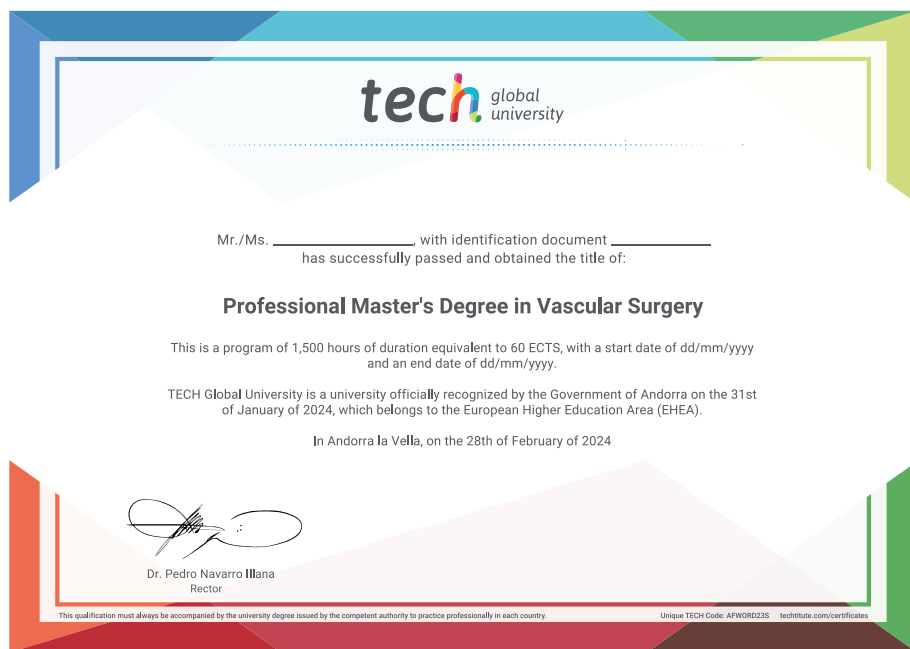 tech global university
Mr./Ms. ____________________, with identification document ______________
has successfully passed and obtained the title of:
Professional Master's Degree in Vascular Surgery
This is a program of 1,500 hours of duration equivalent to 60 ECTS, with a start date of dd/mm/yyyy
and an end date of dd/mm/yyyy.
TECH Global University is a university officially recognized by the Government of Andorra on the 31st
of January of 2024, which belongs to the European Higher Education Area (EHEA).
In Andorra la Vella, on the 28th of February of 2024
Dr. Pedro Navarro Illana
Rector
This qualification must always be accompanied by the university degree issued by the competent authority to practice professionally in each country.
Unique TECH Code: AFWORD23S techtitute.com/certificates